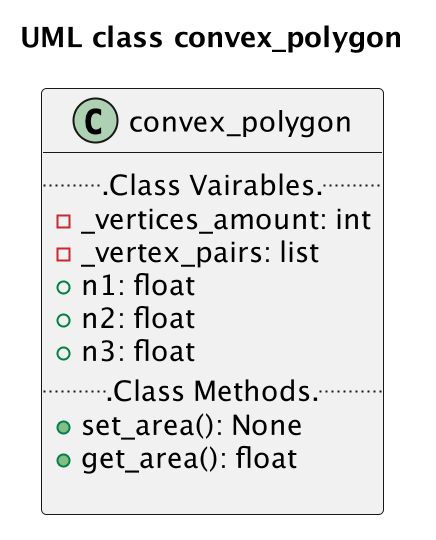 UML class convex_polygon
C convex_polygon
.Class Vairables.
_vertices_amount: int
_vertex_pairs: list
n1: float
n2: float
n3: float
.Class Methods.
set_area(): None
get_area(): float